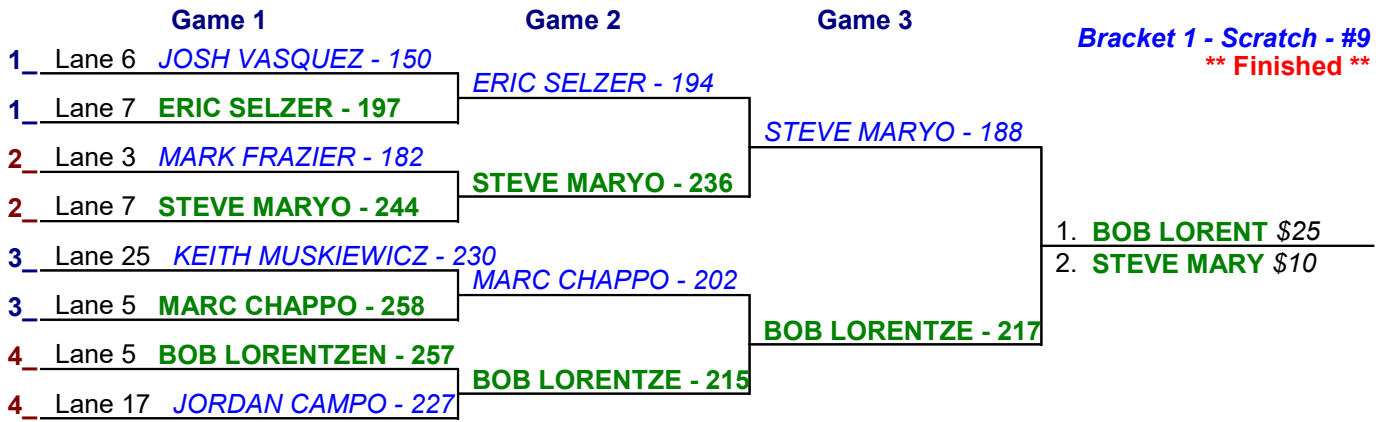 Game 1 Game 2 Game 3
Bracket 1 - Scratch - #9
** Finished **
1_ Lane 6 JOSH VASQUEZ - 150
ERIC SELZER - 194
1_ Lane 7 ERIC SELZER - 197
STEVE MARYO - 188
2_ Lane 3 MARK FRAZIER - 182
STEVE MARYO - 236
2_ Lane 7 STEVE MARYO - 244
1. BOB LORENT $25
3_ Lane 25 KEITH MUSKIEWICZ - 230
2. STEVE MARY $10
MARC CHAPPO - 202
3_ Lane 5 MARC CHAPPO - 258
BOB LORENTZE - 217
4_ Lane 5 BOB LORENTZEN - 257
BOB LORENTZE - 215
4_ Lane 17 JORDAN CAMPO - 227